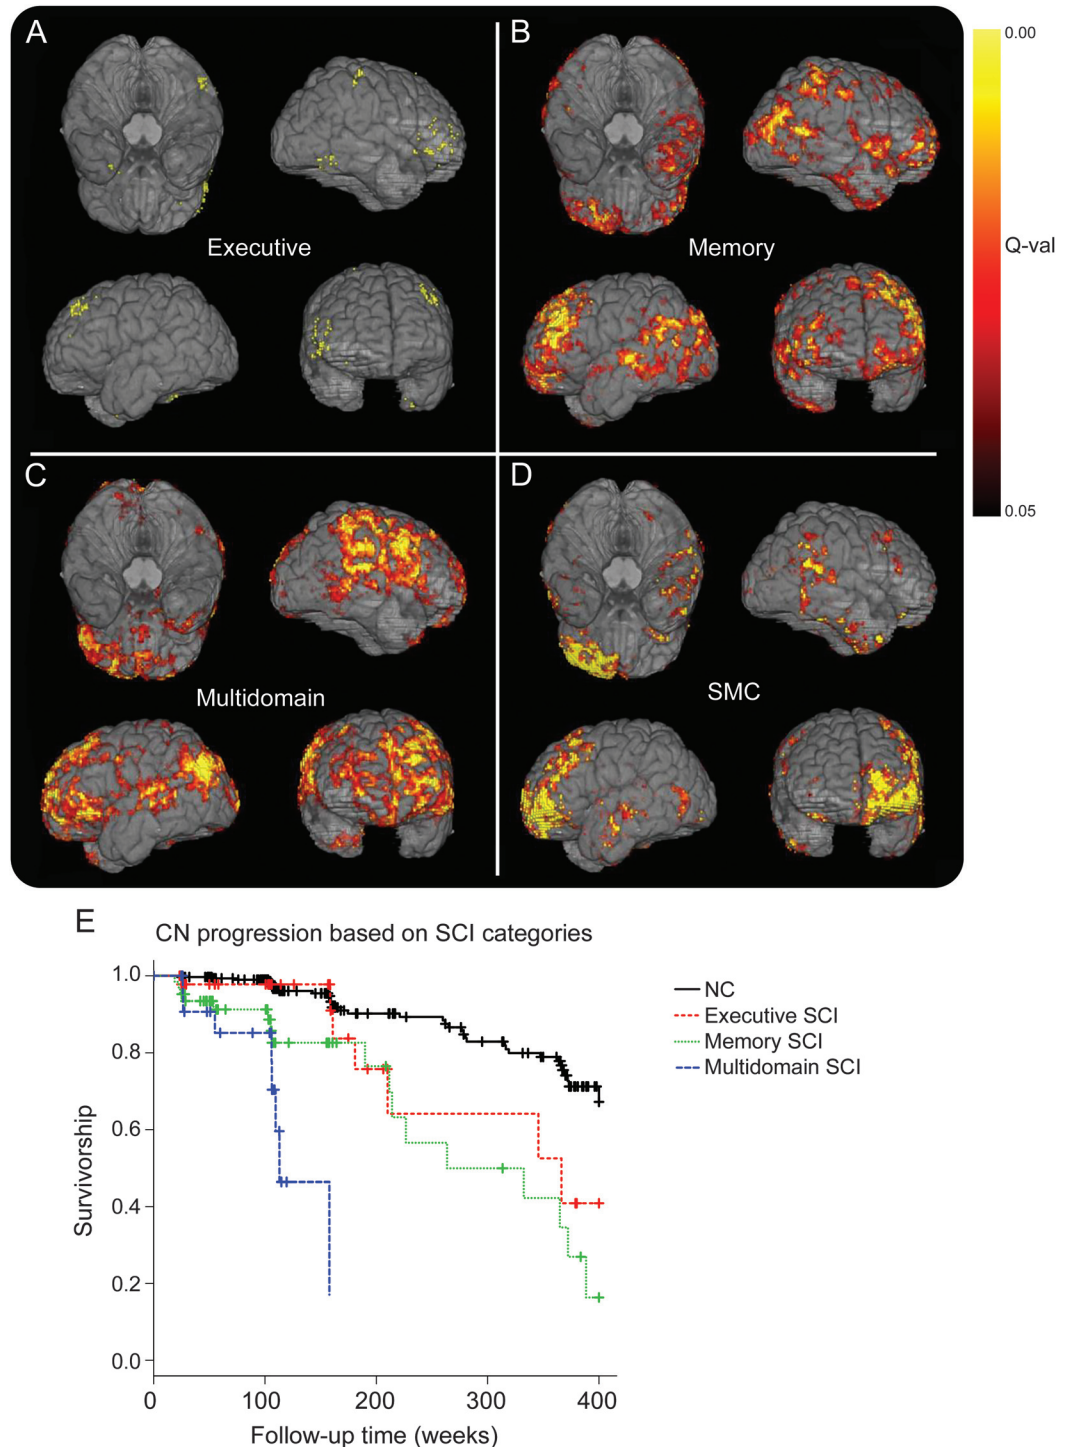 A
B
0.00
Executive
Memory
Q-val
C
D
0.05
Multidomain
SMC
E
CN progression based on SCI categories
1.0
0.8
0.6
0.4
0.2
0.0
Survivorship
NC
Executive SCI
Memory SCI
Multidomain SCI
0 100 200 300 400
Follow-up time (weeks)